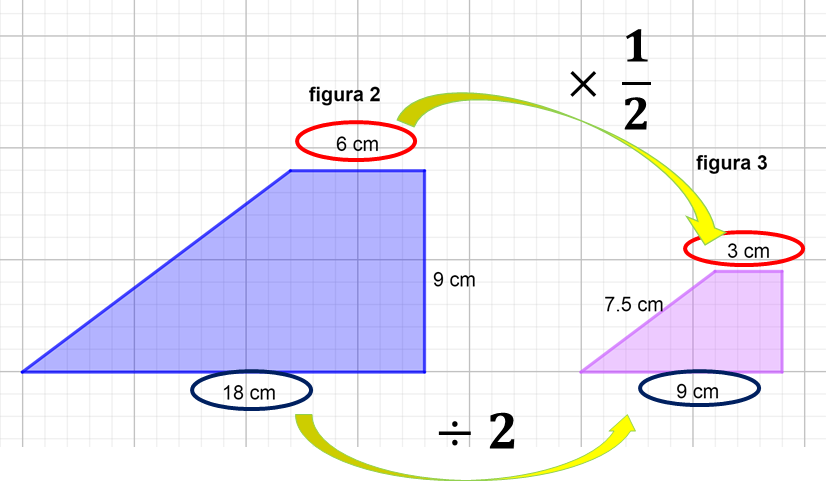 × 1/2
figura 2
6 cm
figura 3
3 cm
9 cm
7.5 cm
18 cm
9 cm
÷ 2